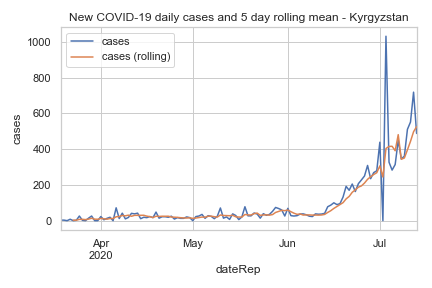 New COVID-19 daily cases and 5 day rolling mean - Kyrgyzstan
cases
cases (rolling)
1000
800
600
400
200
0
cases
Apr
2020
May
Jun
Jul
dateRep